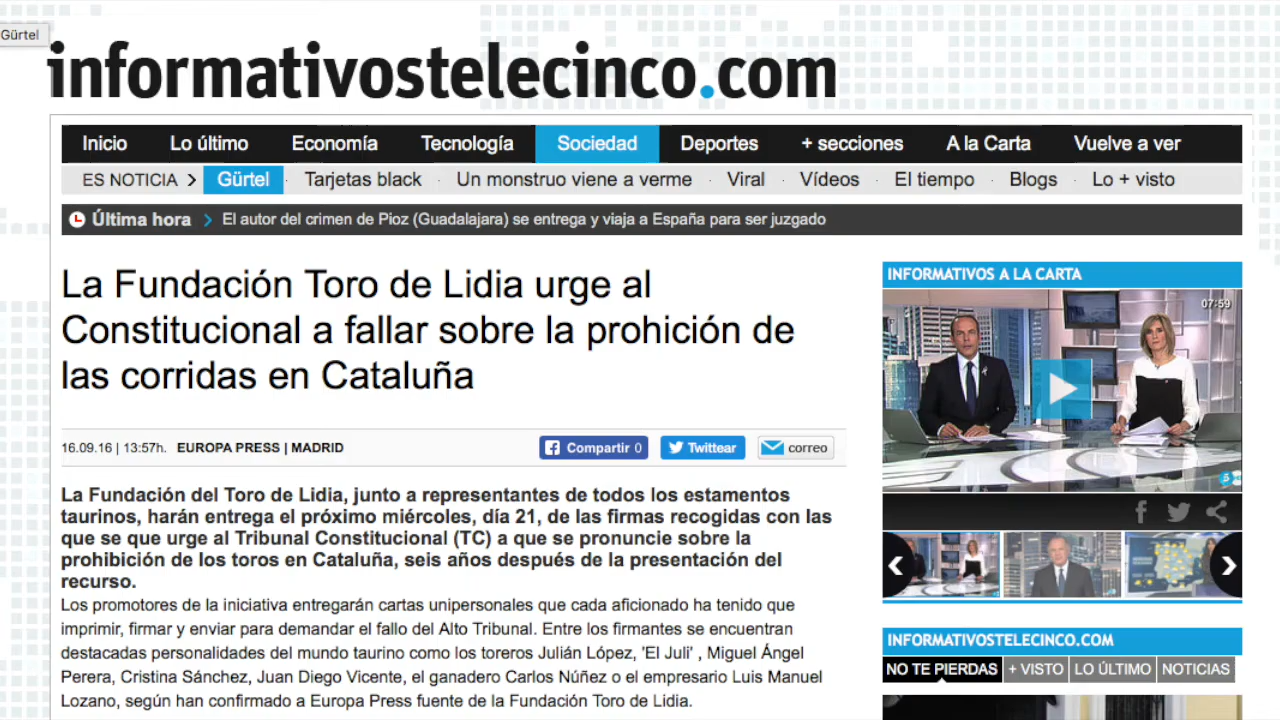 Gürtel
informativostelecinco.com
Inicio Lo último Economía Tecnología Sociedad Deportes + secciones A la Carta Vuelve a ver
ES NOTICIA > Gürtel · Tarjetas black · Un monstruo viene a verme · Viral · Vídeos · El tiempo · Blogs · Lo + visto
Última hora > El autor del crimen de Pioz (Guadalajara) se entrega y viaja a España para ser juzgado
La Fundación Toro de Lidia urge al
Constitucional a fallar sobre la prohición de
las corridas en Cataluña
16.09.16 | 13:57h. EUROPA PRESS | MADRID
Compartir 0 Twittear correo
La Fundación del Toro de Lidia, junto a representantes de todos los estamentos
taurinos, harán entrega el próximo miércoles, día 21, de las firmas recogidas con las
que se que urge al Tribunal Constitucional (TC) a que se pronuncie sobre la
prohibición de los toros en Cataluña, seis años después de la presentación del
recurso.
Los promotores de la iniciativa entregarán cartas unipersonales que cada aficionado ha tenido que
imprimir, firmar y enviar para demandar el fallo del Alto Tribunal. Entre los firmantes se encuentran
destacadas personalidades del mundo taurino como los toreros Julián López, 'El Juli' , Miguel Ángel
Perera, Cristina Sánchez, Juan Diego Vicente, el ganadero Carlos Núñez o el empresario Luis Manuel
Lozano, según han confirmado a Europa Press fuente de la Fundación Toro de Lidia.
INFORMATIVOS A LA CARTA
07:59
5
INFORMATIVOSTELECINCO.COM
NO TE PIERDAS + VISTO LO ÚLTIMO NOTICIAS